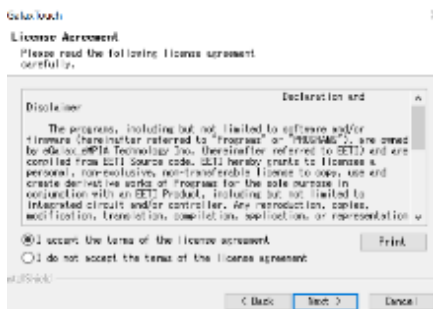 GalaxTouch
License Agreement
Please read the following license agreement
carefully.
Declaration and
Disclaimer
The programs, including but not limited to software and/or
firmware (hereinafter referred to "Programs" or "PROGRAMS"), are owned
by eGalax_eMPIA Technology Inc. (hereinafter referred to EETI) and are
compiled from EETI Source code. EETI hereby grants to licensee a
personal, non-exclusive, non-transferable license to copy, use and
create derivative works of Programs for the sole purpose in
conjunction with an EETI Product, including but not limited to
integrated circuit and/or controller. Any reproduction, copies,
modification, translation, compilation, application, or representation
I accept the terms of the license agreement
Print
I do not accept the terms of the license agreement
InstallShield
< Back
Next >
Cancel